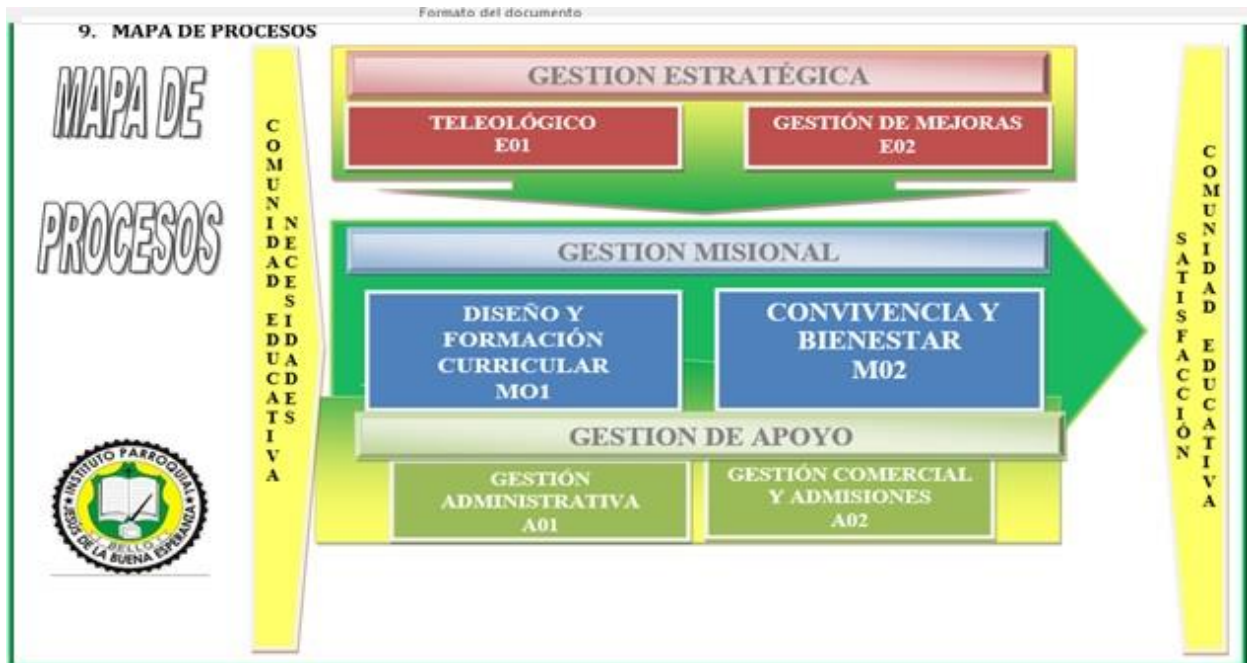 Formato del documento
9. MAPA DE PROCESOS
MAPA DE
PROCESOS
COMUNIDAD EDUCATIVA
NECESIDADES
GESTION ESTRATÉGICA
TELEOLÓGICO
E01
GESTIÓN DE MEJORAS
E02
GESTION MISIONAL
DISEÑO Y
FORMACIÓN
CURRICULAR
MO1
CONVIVENCIA Y
BIENESTAR
M02
GESTION DE APOYO
GESTIÓN
ADMINISTRATIVA
A01
GESTIÓN COMERCIAL
Y ADMISIONES
A02
SATISFACCIÓN
COMUNIDAD EDUCATIVA
INSTITUTO PARROQUIAL
JESÚS DE LA BUENA ESPERANZA
BELLO